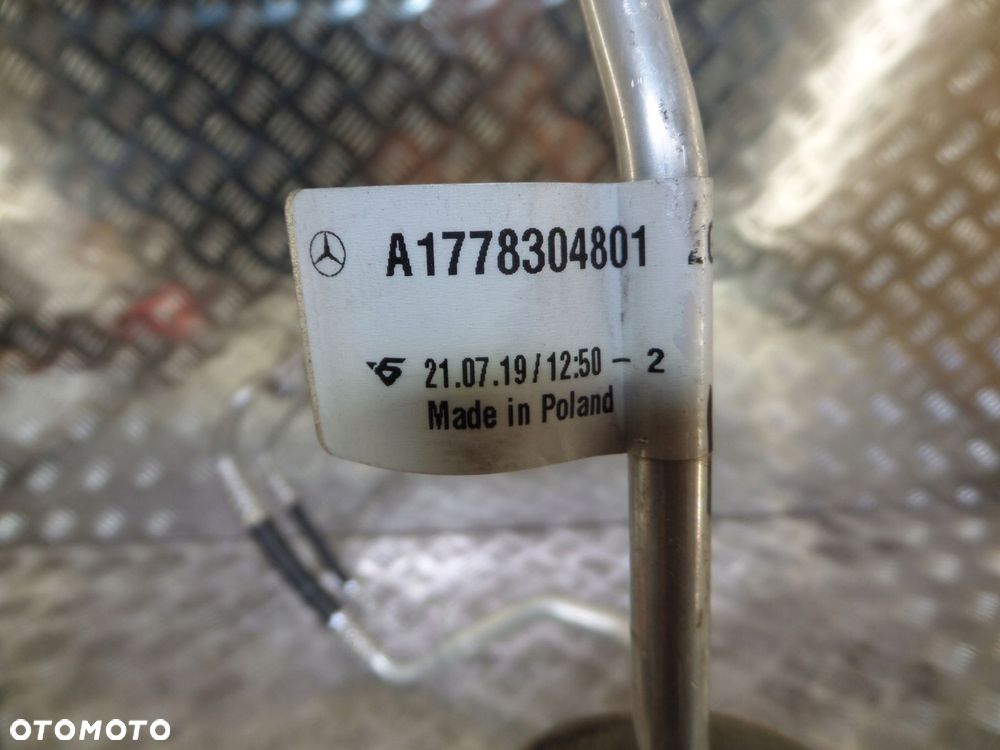 A1778304801
21.07.19/12:50-2
Made in Poland
OTOMOTO